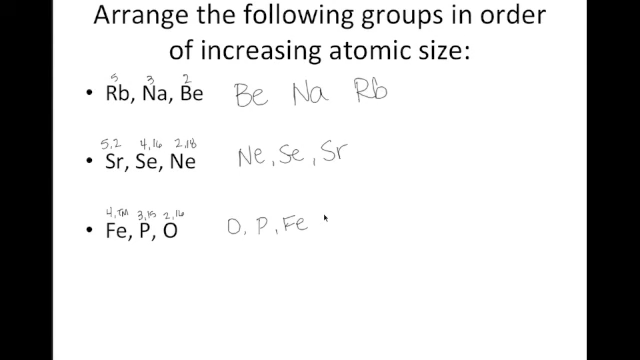 Arrange the following groups in order
of increasing atomic size:
5 3 2
• Rb, Na, Be Be Na Rb
5,2 4,16 2,18
• Sr, Se, Ne Ne, Se, Sr
4,TM 3,15 2,16
• Fe, P, O O, P, Fe